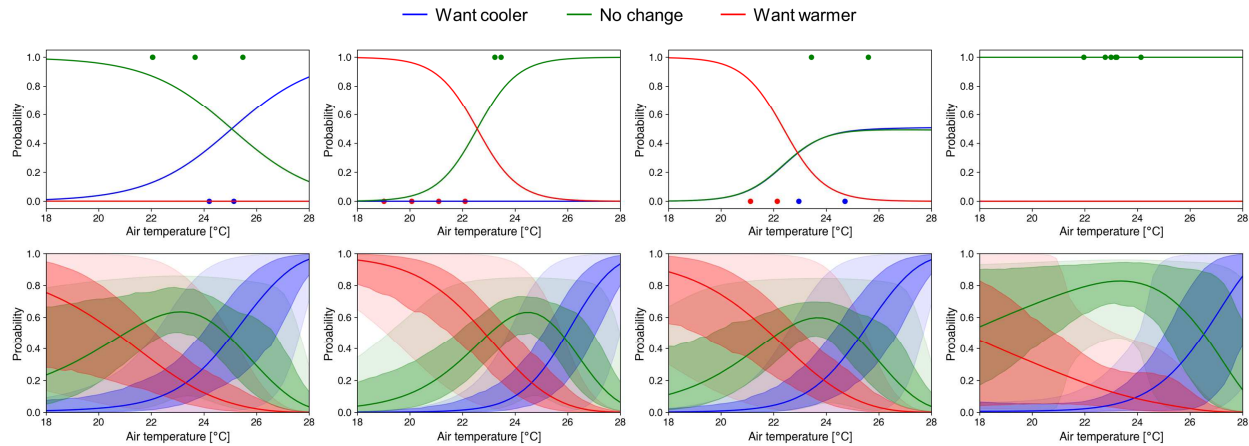 Want cooler No change Want warmer
1.0 0.8 0.6 0.4 0.2 0.0
Probability
18 20 22 24 26 28
Air temperature [°C]
1.0 0.8 0.6 0.4 0.2 0.0
Probability
18 20 22 24 26 28
Air temperature [°C]
1.0 0.8 0.6 0.4 0.2 0.0
Probability
18 20 22 24 26 28
Air temperature [°C]
1.0 0.8 0.6 0.4 0.2 0.0
Probability
18 20 22 24 26 28
Air temperature [°C]
1.0 0.8 0.6 0.4 0.2 0.0
Probability
18 20 22 24 26 28
Air temperature [°C]
1.0 0.8 0.6 0.4 0.2 0.0
Probability
18 20 22 24 26 28
Air temperature [°C]
1.0 0.8 0.6 0.4 0.2 0.0
Probability
18 20 22 24 26 28
Air temperature [°C]
1.0 0.8 0.6 0.4 0.2 0.0
Probability
18 20 22 24 26 28
Air temperature [°C]